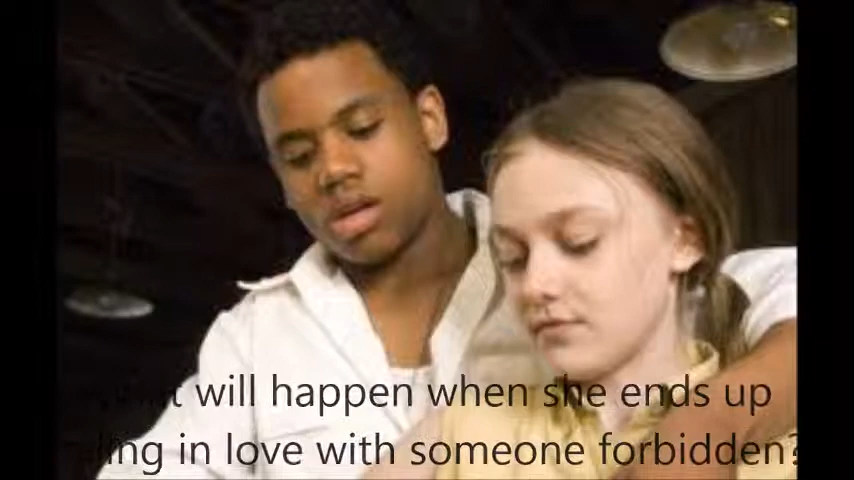 will happen when she ends up
in love with someone forbidden?